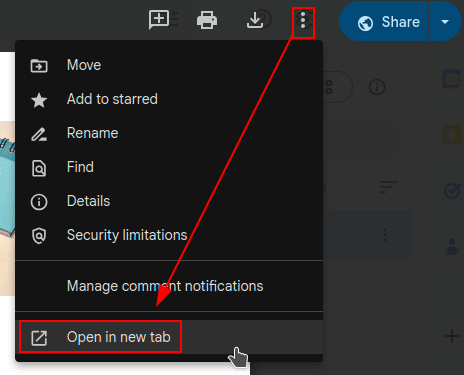 Share
Move
Add to starred
Rename
Find
Details
Security limitations
Manage comment notifications
Open in new tab